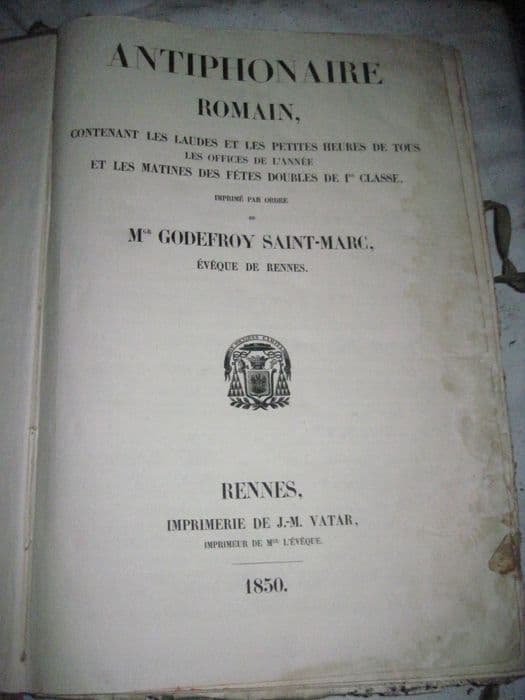 ANTIPHONAIRE
ROMAIN,
CONTENANT LES LAUDES ET LES PETITES HEURES DE TOUS
LES OFFICES DE L'ANNÉE
ET LES MATINES DES FÊTES DOUBLES DE Ire CLASSE.
IMPRIMÉ PAR ORDRE
DE
Mgr GODEFROY SAINT-MARC,
ÉVÊQUE DE RENNES.
RENNES,
IMPRIMERIE DE J.-M. VATAR,
IMPRIMEUR DE Mgr L'ÉVÊQUE.
1850.